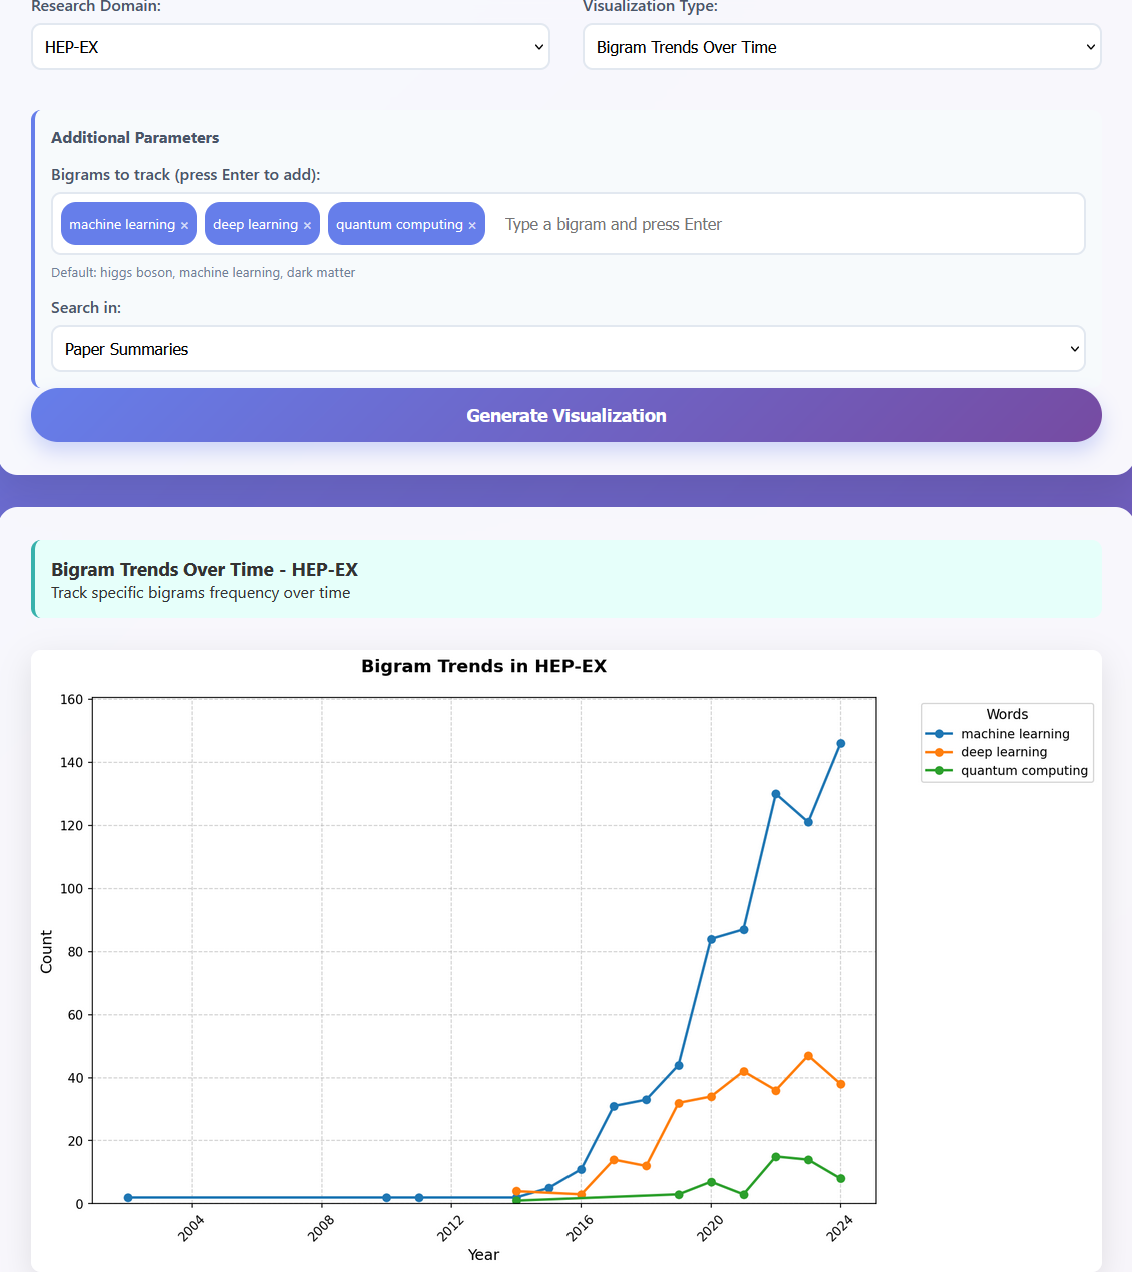 Research Domain:
Visualization Type:
HEP-EX
Bigram Trends Over Time
Additional Parameters
Bigrams to track (press Enter to add):
machine learning ×
deep learning ×
quantum computing ×
Type a bigram and press Enter
Default: higgs boson, machine learning, dark matter
Search in:
Paper Summaries
Generate Visualization
Bigram Trends Over Time - HEP-EX
Track specific bigrams frequency over time
Bigram Trends in HEP-EX
160
140
120
100
80
60
40
20
0
Count
2004
2008
2012
2016
2020
2024
Year
Words
machine learning
deep learning
quantum computing